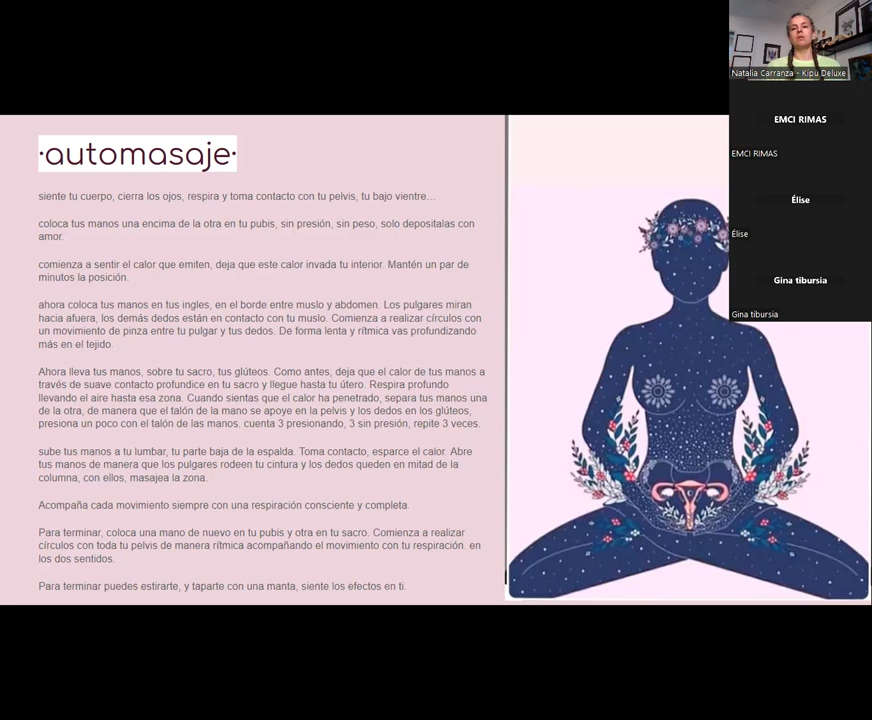 ·automasaje·
siente tu cuerpo, cierra los ojos, respira y toma contacto con tu pelvis, tu bajo vientre…
coloca tus manos una encima de la otra en tu pubis, sin presión, sin peso, solo depositalas con
amor.
comienza a sentir el calor que emiten, deja que este calor invada tu interior. Mantén un par de
minutos la posición.
ahora coloca tus manos en tus ingles, en el borde entre muslo y abdomen. Los pulgares miran
hacia afuera, los demás dedos están en contacto con tu muslo. Comienza a realizar círculos con
un movimiento de pinza entre tu pulgar y tus dedos. De forma lenta y rítmica vas profundizando
más en el tejido.
Ahora lleva tus manos, sobre tu sacro, tus glúteos. Como antes, deja que el calor de tus manos a
través de suave contacto profundice en tu sacro y llegue hasta tu útero. Respira profundo
llevando el aire hasta esa zona. Cuando sientas que el calor ha penetrado, separa tus manos una
de la otra, de manera que el talón de la mano se apoye en la pelvis y los dedos en los glúteos,
presiona un poco con el talón de las manos. cuenta 3 presionando, 3 sin presión, repite 3 veces.
sube tus manos a tu lumbar, tu parte baja de la espalda. Toma contacto, esparce el calor. Abre
tus manos de manera que los pulgares rodeen tu cintura y los dedos queden en mitad de la
columna, con ellos, masajea la zona.
Acompaña cada movimiento siempre con una respiración consciente y completa.
Para terminar, coloca una mano de nuevo en tu pubis y otra en tu sacro. Comienza a realizar
círculos con toda tu pelvis de manera rítmica acompañando el movimiento con tu respiración. en
los dos sentidos.
Para terminar puedes estirarte, y taparte con una manta, siente los efectos en ti.
Natalia Carranza - Kipu Deluxe
EMCI RIMAS
EMCI RIMAS
Élise
Élise
Gina tibursia
Gina tibursia